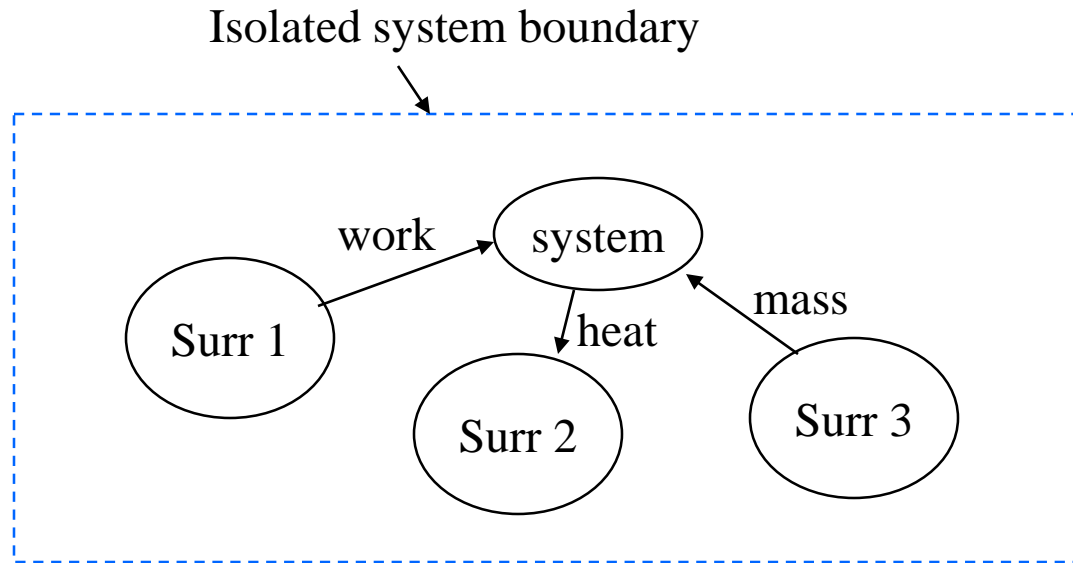 Isolated system boundary
work
system
mass
Surr 1
heat
Surr 2
Surr 3